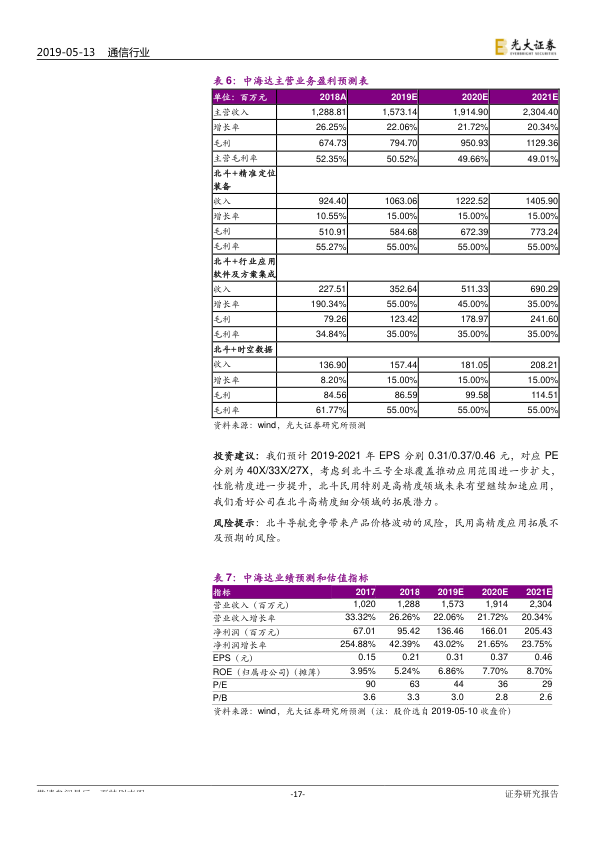 2019-05-13 通信行业
光大证券
EVERBRIGHT SECURITIES
表 6：中海达主营业务盈利预测表
单位：百万元 2018A 2019E 2020E 2021E
主营收入 1,288.81 1,573.14 1,914.90 2,304.40
增长率 26.25% 22.06% 21.72% 20.34%
毛利 674.73 794.70 950.93 1129.36
主营毛利率 52.35% 50.52% 49.66% 49.01%
北斗+精准定位
装备
收入 924.40 1063.06 1222.52 1405.90
增长率 10.55% 15.00% 15.00% 15.00%
毛利 510.91 584.68 672.39 773.24
毛利率 55.27% 55.00% 55.00% 55.00%
北斗+行业应用
软件及方案集成
收入 227.51 352.64 511.33 690.29
增长率 190.34% 55.00% 45.00% 35.00%
毛利 79.26 123.42 178.97 241.60
毛利率 34.84% 35.00% 35.00% 35.00%
北斗+时空数据
收入 136.90 157.44 181.05 208.21
增长率 8.20% 15.00% 15.00% 15.00%
毛利 84.56 86.59 99.58 114.51
毛利率 61.77% 55.00% 55.00% 55.00%
资料来源：wind，光大证券研究所预测
投资建议：我们预计 2019-2021 年 EPS 分别 0.31/0.37/0.46 元，对应 PE
分别为 40X/33X/27X，考虑到北斗三号全球覆盖推动应用范围进一步扩大，
性能精度进一步提升，北斗民用特别是高精度领域未来有望继续加速应用，
我们看好公司在北斗高精度细分领域的拓展潜力。
风险提示：北斗导航竞争带来产品价格波动的风险，民用高精度应用拓展不
及预期的风险。
表 7：中海达业绩预测和估值指标
指标 2017 2018 2019E 2020E 2021E
营业收入（百万元） 1,020 1,288 1,573 1,914 2,304
营业收入增长率 33.32% 26.26% 22.06% 21.72% 20.34%
净利润（百万元） 67.01 95.42 136.46 166.01 205.43
净利润增长率 254.88% 42.39% 43.02% 21.65% 23.75%
EPS（元） 0.15 0.21 0.31 0.37 0.46
ROE（归属母公司)（摊薄） 3.95% 5.24% 6.86% 7.70% 8.70%
P/E 90 63 44 36 29
P/B 3.6 3.3 3.0 2.8 2.6
资料来源：wind，光大证券研究所预测（注：股价选自 2019-05-10 收盘价）
-17- 证券研究报告